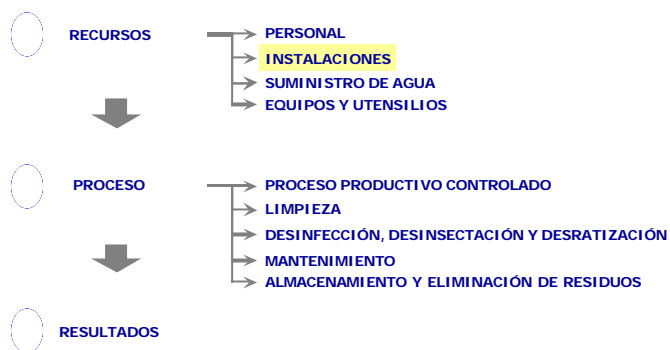 RECURSOS
PERSONAL
INSTALACIONES
SUMINISTRO DE AGUA
EQUIPOS Y UTENSILIOS
PROCESO
PROCESO PRODUCTIVO CONTROLADO
LIMPIEZA
DESINFECCIÓN, DESINSECTACIÓN Y DESRATIZACIÓN
MANTENIMIENTO
ALMACENAMIENTO Y ELIMINACIÓN DE RESIDUOS
RESULTADOS